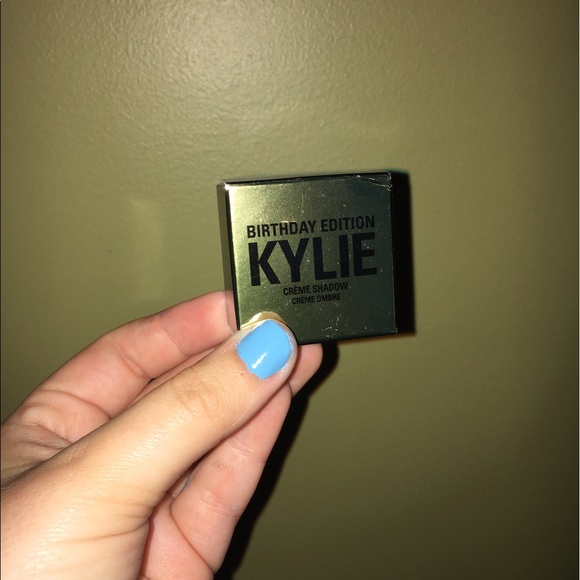 BIRTHDAY EDITION
KYLIE
CRÈME SHADOW
CRÈME OMBRE